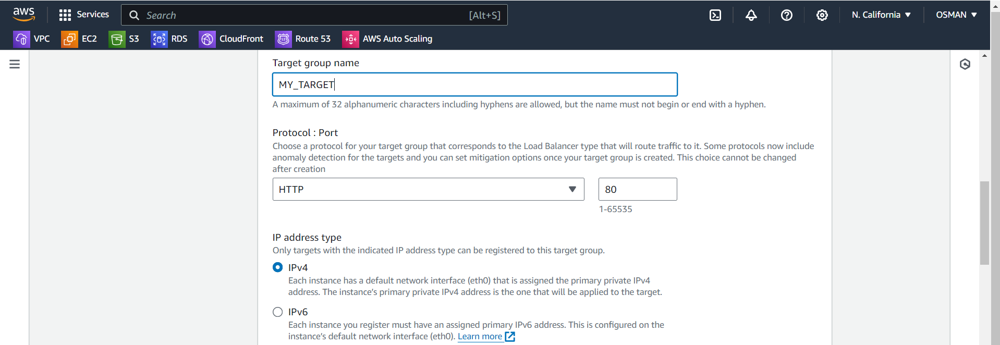 aws
Services
Search
[Alt+S]
N. California
OSMAN
VPC
EC2
S3
RDS
CloudFront
53
Route 53
AWS Auto Scaling
Target group name
MY_TARGET
A maximum of 32 alphanumeric characters including hyphens are allowed, but the name must not begin or end with a hyphen.
Protocol : Port
Choose a protocol for your target group that corresponds to the Load Balancer type that will route traffic to it. Some protocols now include
anomaly detection for the targets and you can set mitigation options once your target group is created. This choice cannot be changed
after creation
HTTP
80
1-65535
IP address type
Only targets with the indicated IP address type can be registered to this target group.
IPv4
Each instance has a default network interface (eth0) that is assigned the primary private IPv4
address. The instance’s primary private IPv4 address is the one that will be applied to the target.
IPv6
Each instance you register must have an assigned primary IPv6 address. This is configured on the
instance’s default network interface (eth0). Learn more